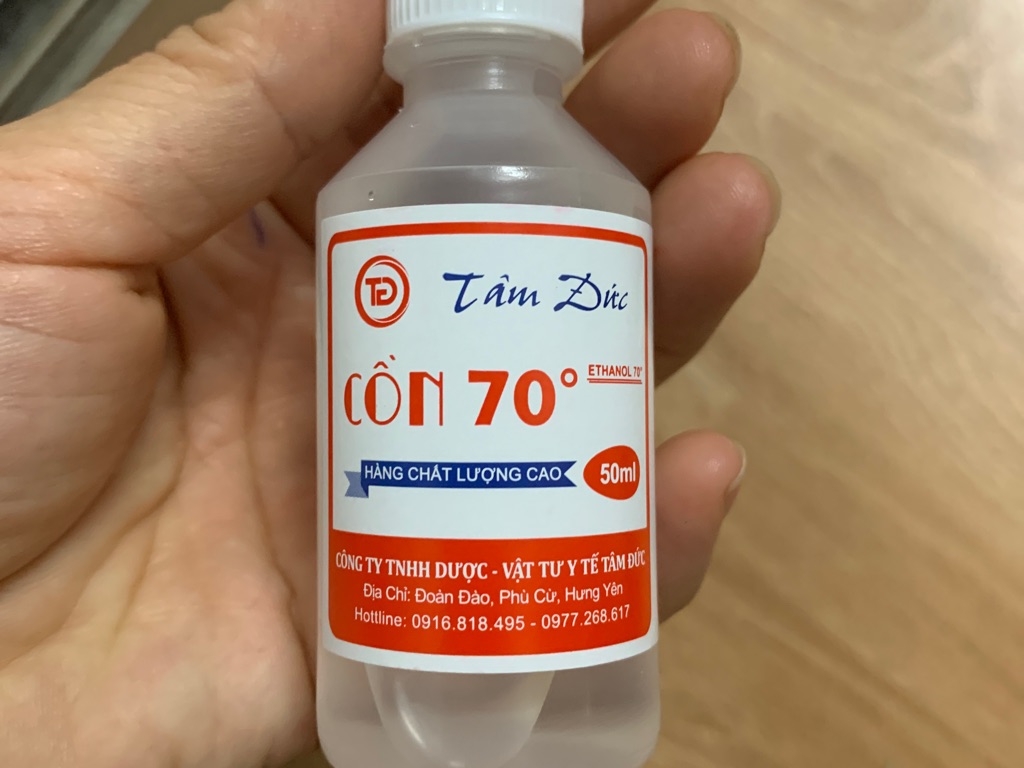 TĐ
Tâm Đức
CỒN 70°
ETHANOL 70°
HÀNG CHẤT LƯỢNG CAO
50ml
CÔNG TY TNHH DƯỢC - VẬT TƯ Y TẾ TÂM ĐỨC
Địa Chỉ: Đoàn Đào, Phù Cừ, Hưng Yên
Hottline: 0916.818.495 - 0977.268.617